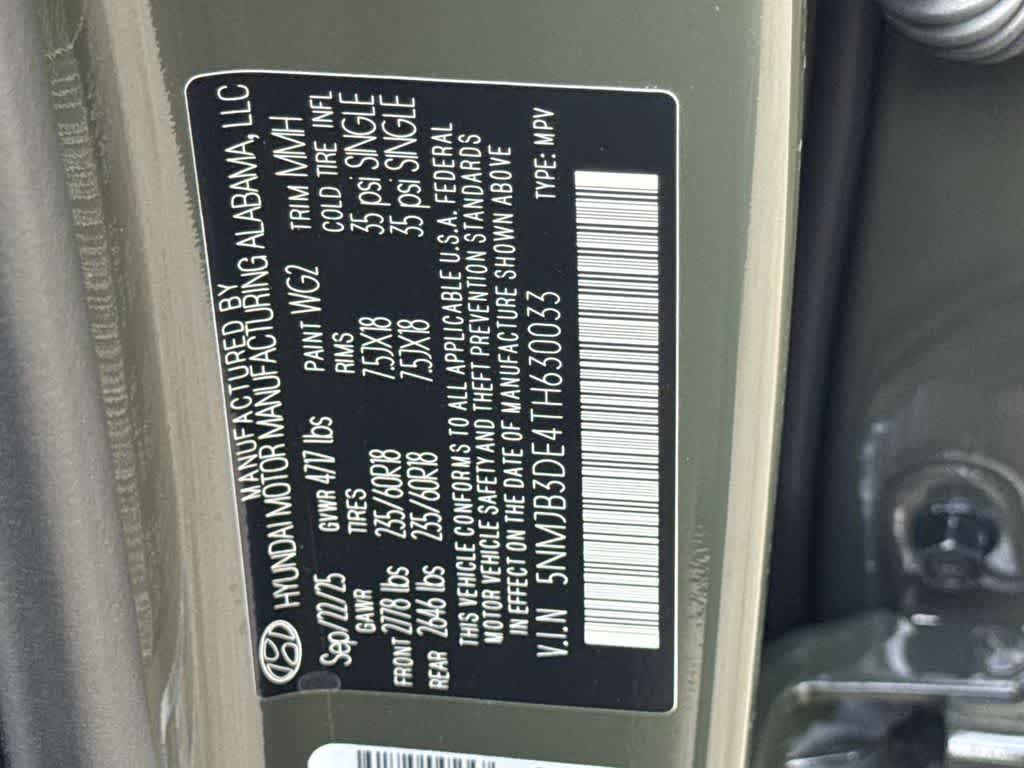 MANUFACTURED BY
HYUNDAI MOTOR MANUFACTURING ALABAMA, LLC
Sep/22/25 GVWR 4717 lbs PAINT WG2 TRIM MMH
GAWR TIRES RIMS COLD TIRE INFL
FRONT 2778 lbs 235/60R18 7.5JX18 35 psi SINGLE
REAR 2646 lbs 235/60R18 7.5JX18 35 psi SINGLE
THIS VEHICLE CONFORMS TO ALL APPLICABLE U.S.A. FEDERAL
MOTOR VEHICLE SAFETY AND THEFT PREVENTION STANDARDS
IN EFFECT ON THE DATE OF MANUFACTURE SHOWN ABOVE
V.I.N 5NMJB3DE4TH630033 TYPE: MPV